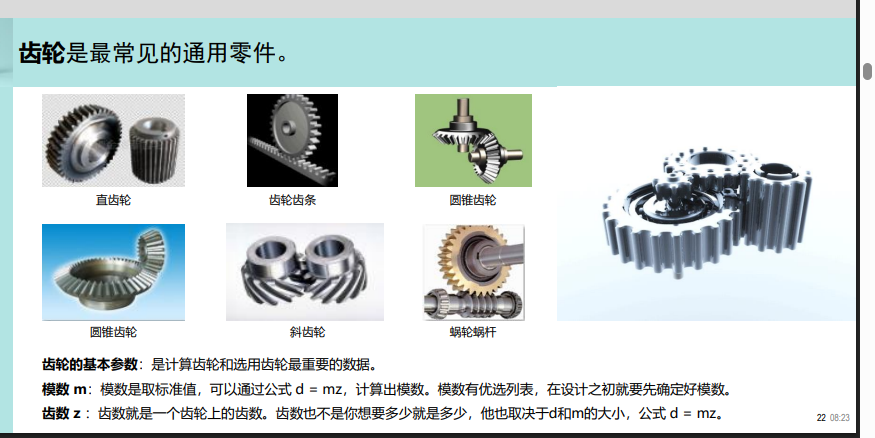 齿轮是最常见的通用零件。
直齿轮
齿轮齿条
圆锥齿轮
圆锥齿轮
斜齿轮
蜗轮蜗杆
齿轮的基本参数：是计算齿轮和选用齿轮最重要的数据。
模数 m：模数是取标准值，可以通过公式 d = mz，计算出模数。模数有优选列表，在设计之初就要先确定好模数。
齿数 z ：齿数就是一个齿轮上的齿数。齿数也不是你想要多少就是多少，他也取决于d和m的大小，公式 d = mz。
22 08:23